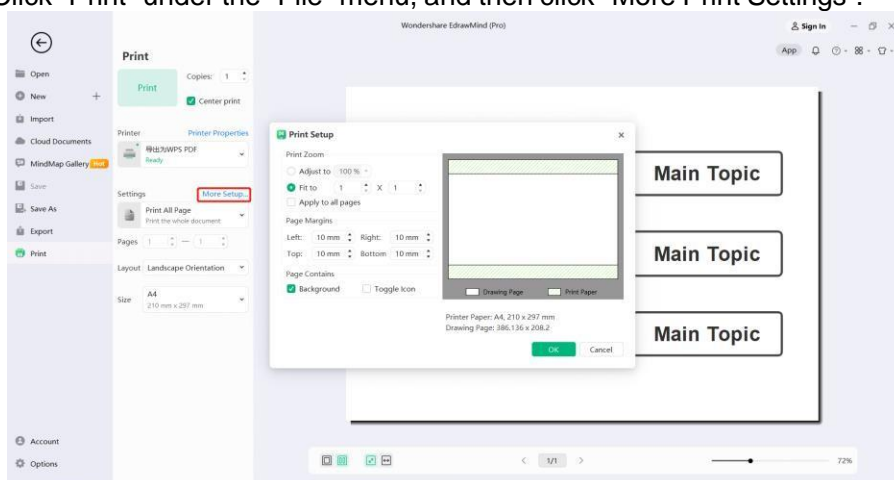 Click "Print" under the "File" menu, and then click "More Print Settings".
Wondershare EdrawMind (Pro)
Sign In
App
Print
Open
New
Import
Cloud Documents
MindMap Gallery Hot
Save
Save As
Export
Print
Account
Options
Print
Copies: 1
Center print
Printer
Printer Properties
导出为WPS PDF
Ready
Settings
More Setup...
Print All Page
Print the whole document
Pages 1 — 1
Layout Landscape Orientation
Size
A4
210 mm x 297 mm
Print Setup
Print Zoom
Adjust to 100 %
Fit to 1 X 1
Apply to all pages
Page Margins
Left: 10 mm Right: 10 mm
Top: 10 mm Bottom 10 mm
Page Contains
Background Toggle Icon
Drawing Page Print Paper
Printer Paper: A4, 210 x 297 mm
Drawing Page: 386.136 x 208.2
OK Cancel
Main Topic
Main Topic
Main Topic
1/1
72%